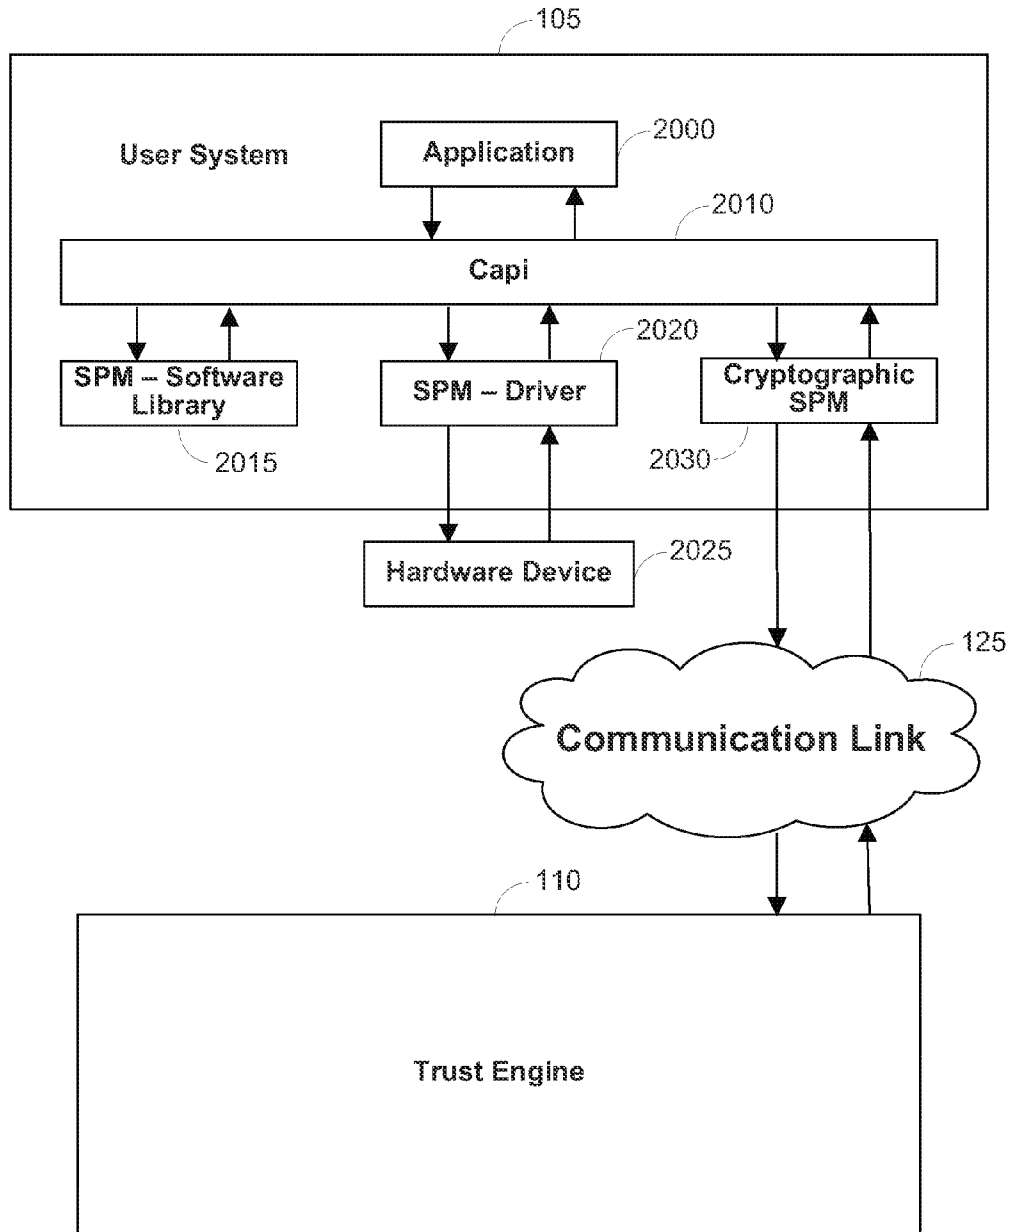 105
2000
Application
User System
2010
Capi
2020
SPM – Software
Library
SPM – Driver
Cryptographic
SPM
2015
2030
2025
Hardware Device
125
Communication Link
110
Trust Engine